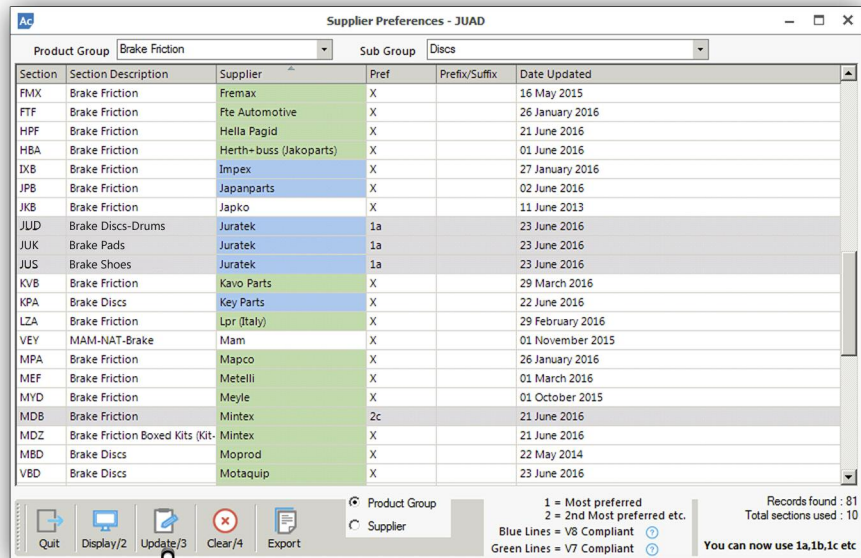 Ac Supplier Preferences - JUAD
Product Group Brake Friction Sub Group Discs
Section Section Description Supplier Pref Prefix/Suffix Date Updated
FMX Brake Friction Fremax X 16 May 2015
FTF Brake Friction Fte Automotive X 26 January 2016
HPF Brake Friction Hella Pagid X 21 June 2016
HBA Brake Friction Herth+buss (Jakoparts) X 01 June 2016
IXB Brake Friction Impex X 27 January 2016
JPB Brake Friction Japanparts X 02 June 2016
JKB Brake Friction Japko X 11 June 2013
JUD Brake Discs-Drums Juratek 1a 23 June 2016
JUK Brake Pads Juratek 1a 23 June 2016
JUS Brake Shoes Juratek 1a 23 June 2016
KVB Brake Friction Kavo Parts X 29 March 2016
KPA Brake Discs Key Parts X 22 June 2016
LZA Brake Friction Lpr (Italy) X 29 February 2016
VEY MAM-NAT-Brake Mam X 01 November 2015
MPA Brake Friction Mapco X 26 January 2016
MEF Brake Friction Metelli X 01 March 2016
MYD Brake Friction Meyle X 01 October 2015
MDB Brake Friction Mintex 2c 21 June 2016
MDZ Brake Friction Boxed Kits (Kit- Mintex X 21 June 2016
MBD Brake Discs Moprod X 22 May 2014
VBD Brake Discs Motaquip X 23 June 2016
Quit Display/2 Update/3 Clear/4 Export
Product Group
Supplier
1 = Most preferred
2 = 2nd Most preferred etc.
Blue Lines = V8 Compliant ?
Green Lines = V7 Compliant ?
Records found : 81
Total sections used : 10
You can now use 1a,1b,1c etc